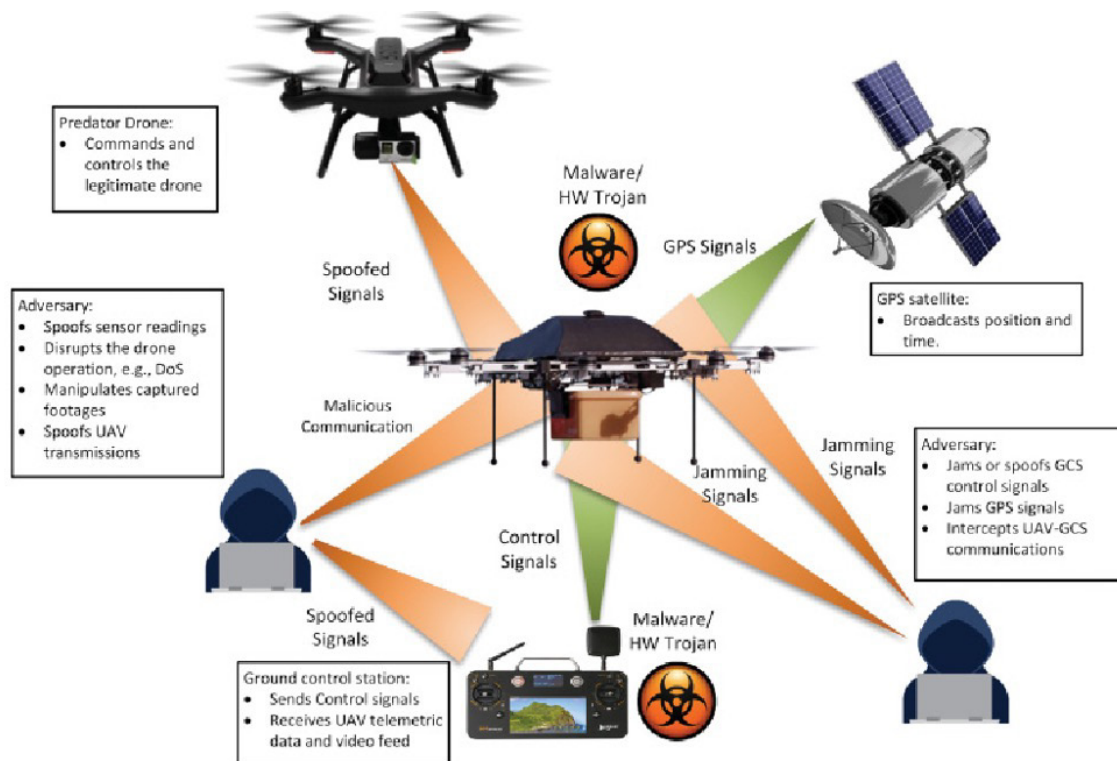 Predator Drone:
• Commands and
controls the
legitimate drone
Malware/
HW Trojan
GPS Signals
Spoofed
Signals
GPS satellite:
• Broadcasts position and
time.
Adversary:
• Spoofs sensor readings
• Disrupts the drone
operation, e.g., DoS
• Manipulates captured
footages
• Spoofs UAV
transmissions
Malicious
Communication
Jamming
Signals
Jamming
Signals
Adversary:
• Jams or spoofs GCS
control signals
• Jams GPS signals
• Intercepts UAV-GCS
communications
Control
Signals
Spoofed
Signals
Malware/
HW Trojan
Ground control station:
• Sends Control signals
• Receives UAV telemetric
data and video feed